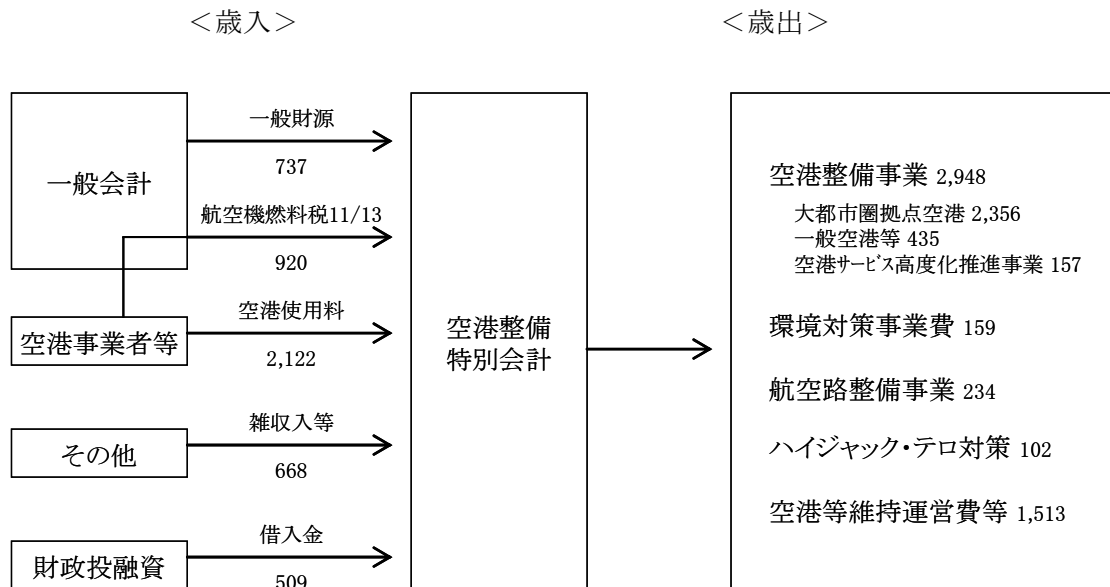 ＜歳入＞
＜歳出＞
一般会計
一般財源
737
航空機燃料税11/13
920
空港事業者等
空港使用料
2,122
その他
雑収入等
668
財政投融資
借入金
509
空港整備
特別会計
空港整備事業 2,948
大都市圏拠点空港 2,356
一般空港等 435
空港サービス高度化推進事業 157
環境対策事業費 159
航空路整備事業 234
ハイジャック・テロ対策 102
空港等維持運営費等 1,513